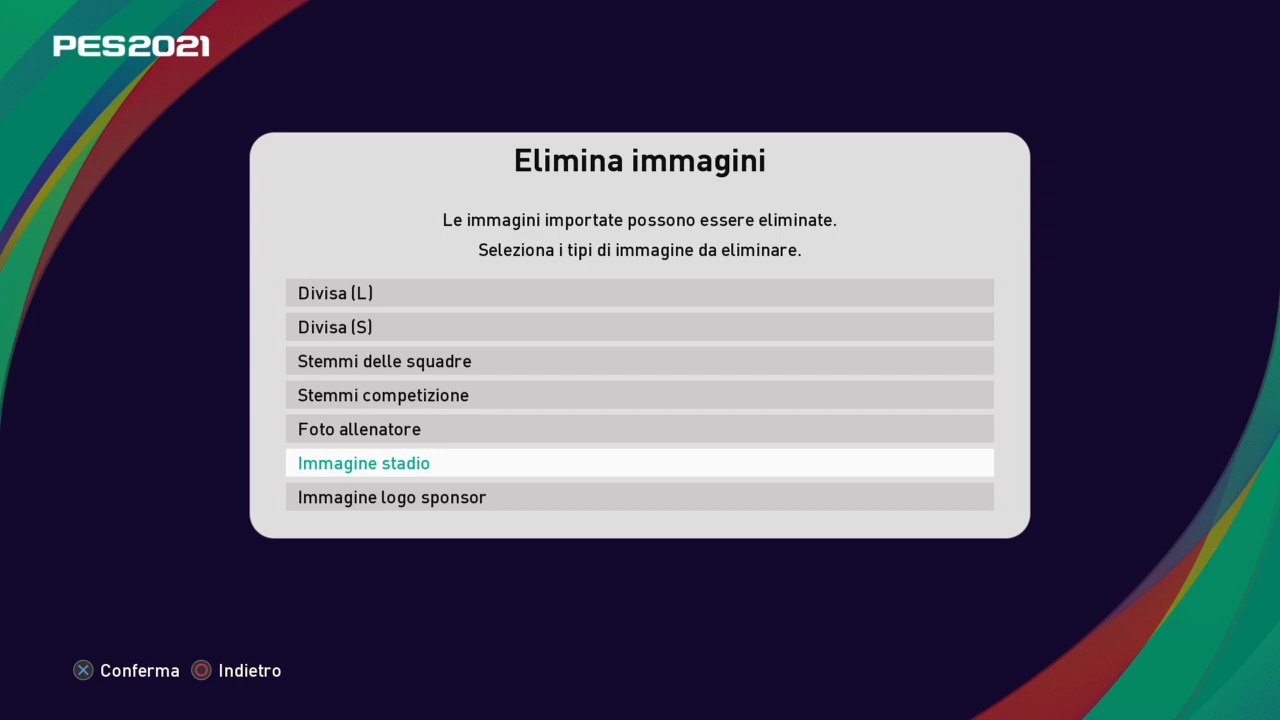 PES2021
Elimina immagini
Le immagini importate possono essere eliminate.
Seleziona i tipi di immagine da eliminare.
Divisa (L)
Divisa (S)
Stemmi delle squadre
Stemmi competizione
Foto allenatore
Immagine stadio
Immagine logo sponsor
Conferma Indietro